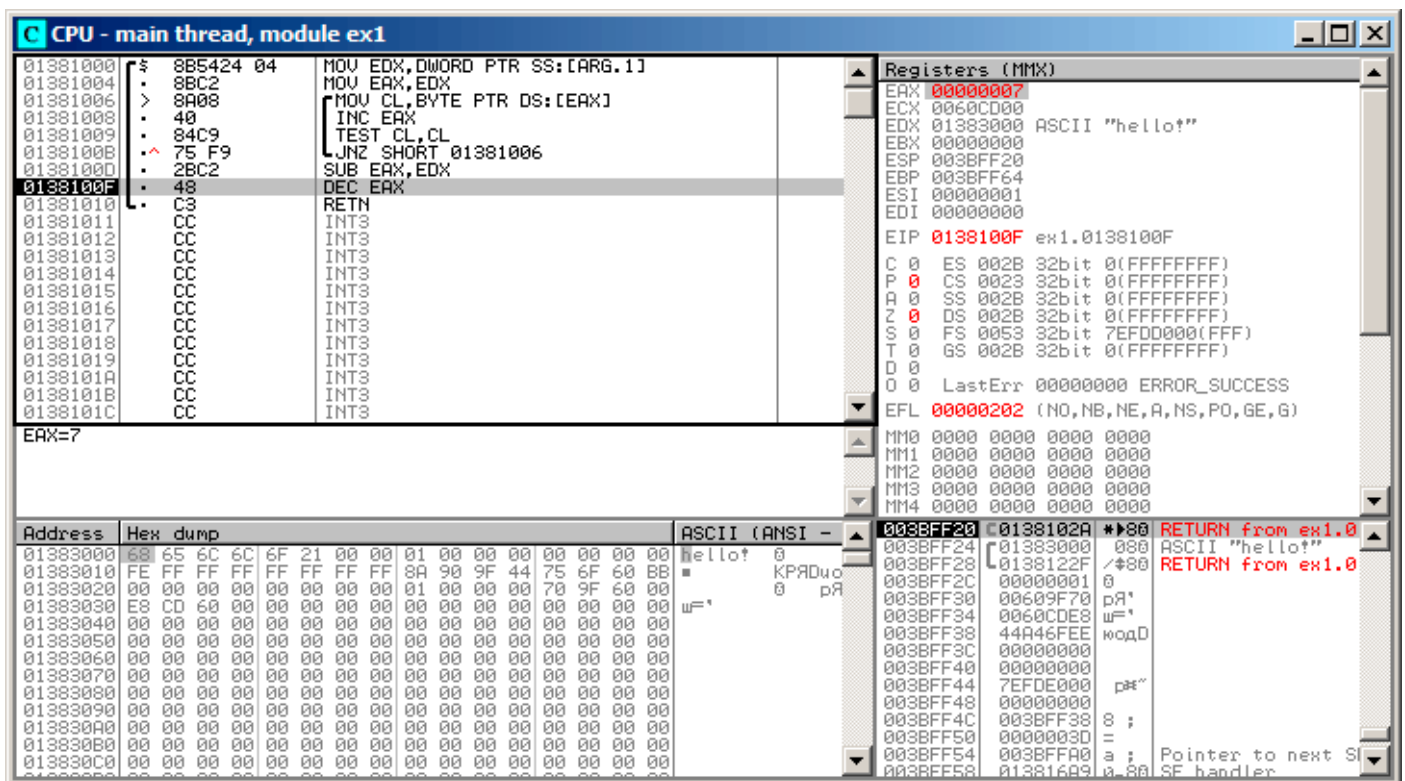 C CPU - main thread, module ex1
01381000 $ 8B5424 04 MOV EDX,DWORD PTR SS:[ARG.1]
01381004 · 8BC2 MOV EAX,EDX
01381006 > 8A08 MOV CL,BYTE PTR DS:[EAX]
01381008 · 40 INC EAX
01381009 · 84C9 TEST CL,CL
0138100B ·^ 75 F9 JNZ SHORT 01381006
0138100D · 2BC2 SUB EAX,EDX
0138100F · 48 DEC EAX
01381010 · C3 RETN
01381011 CC INT3
01381012 CC INT3
01381013 CC INT3
01381014 CC INT3
01381015 CC INT3
01381016 CC INT3
01381017 CC INT3
01381018 CC INT3
01381019 CC INT3
0138101A CC INT3
0138101B CC INT3
0138101C CC INT3
EAX=7
Registers (MMX)
EAX 00000007
ECX 0060CD00
EDX 01383000 ASCII "hello!"
EBX 00000000
ESP 003BFF20
EBP 003BFF64
ESI 00000001
EDI 00000000
EIP 0138100F ex1.0138100F
C 0 ES 002B 32bit 0(FFFFFFFF)
P 0 CS 0023 32bit 0(FFFFFFFF)
A 0 SS 002B 32bit 0(FFFFFFFF)
Z 0 DS 002B 32bit 0(FFFFFFFF)
S 0 FS 0053 32bit 7EFDD000(FFF)
T 0 GS 002B 32bit 0(FFFFFFFF)
D 0
O 0 LastErr 00000000 ERROR_SUCCESS
EFL 00000202 (NO,NB,NE,A,NS,PO,GE,G)
MM0 0000 0000 0000 0000
MM1 0000 0000 0000 0000
MM2 0000 0000 0000 0000
MM3 0000 0000 0000 0000
MM4 0000 0000 0000 0000
Address Hex dump ASCII (ANSI -
01383000 68 65 6C 6C 6F 21 00 00 01 00 00 00 00 00 00 00 hello! ☺
01383010 FE FF FF FF FF FF FF FF 8A 90 9F 44 75 6F 60 BB ■ КРЯDuo
01383020 00 00 00 00 00 00 00 00 01 00 00 00 70 9F 60 00 ☺ pЯ
01383030 E8 CD 60 00 00 00 00 00 00 00 00 00 00 00 00 00 ш═`
01383040 00 00 00 00 00 00 00 00 00 00 00 00 00 00 00 00
01383050 00 00 00 00 00 00 00 00 00 00 00 00 00 00 00 00
01383060 00 00 00 00 00 00 00 00 00 00 00 00 00 00 00 00
01383070 00 00 00 00 00 00 00 00 00 00 00 00 00 00 00 00
01383080 00 00 00 00 00 00 00 00 00 00 00 00 00 00 00 00
01383090 00 00 00 00 00 00 00 00 00 00 00 00 00 00 00 00
013830A0 00 00 00 00 00 00 00 00 00 00 00 00 00 00 00 00
013830B0 00 00 00 00 00 00 00 00 00 00 00 00 00 00 00 00
013830C0 00 00 00 00 00 00 00 00 00 00 00 00 00 00 00 00
003BFF20 0138102A RETURN from ex1.0
003BFF24 01383000 ASCII "hello!"
003BFF28 0138122F RETURN from ex1.0
003BFF2C 00000001 ☺
003BFF30 00609F70 pЯ`
003BFF34 0060CDE8 ш═`
003BFF38 44A46FEE юoдD
003BFF3C 00000000
003BFF40 00000000
003BFF44 7EFDE000
003BFF48 00000000
003BFF4C 003BFF38 8 ;
003BFF50 0000003D =
003BFF54 003BFFA0 а ; Pointer to next S
003BFF58 013816A9 SE handler